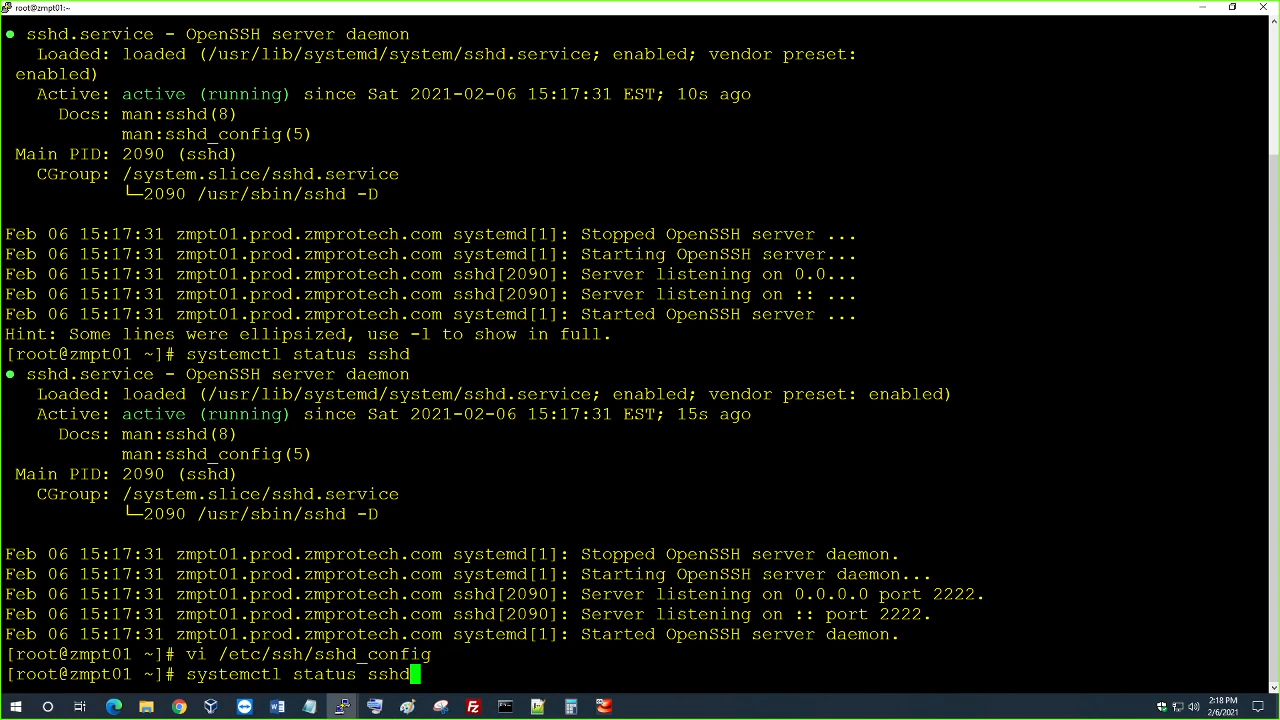 root@zmpt01:~
● sshd.service - OpenSSH server daemon
Loaded: loaded (/usr/lib/systemd/system/sshd.service; enabled; vendor preset:
enabled)
Active: active (running) since Sat 2021-02-06 15:17:31 EST; 10s ago
Docs: man:sshd(8)
man:sshd_config(5)
Main PID: 2090 (sshd)
CGroup: /system.slice/sshd.service
└─2090 /usr/sbin/sshd -D
Feb 06 15:17:31 zmpt01.prod.zmprotech.com systemd[1]: Stopped OpenSSH server ...
Feb 06 15:17:31 zmpt01.prod.zmprotech.com systemd[1]: Starting OpenSSH server...
Feb 06 15:17:31 zmpt01.prod.zmprotech.com sshd[2090]: Server listening on 0.0...
Feb 06 15:17:31 zmpt01.prod.zmprotech.com sshd[2090]: Server listening on :: ...
Feb 06 15:17:31 zmpt01.prod.zmprotech.com systemd[1]: Started OpenSSH server ...
Hint: Some lines were ellipsized, use -l to show in full.
[root@zmpt01 ~]# systemctl status sshd
● sshd.service - OpenSSH server daemon
Loaded: loaded (/usr/lib/systemd/system/sshd.service; enabled; vendor preset: enabled)
Active: active (running) since Sat 2021-02-06 15:17:31 EST; 15s ago
Docs: man:sshd(8)
man:sshd_config(5)
Main PID: 2090 (sshd)
CGroup: /system.slice/sshd.service
└─2090 /usr/sbin/sshd -D
Feb 06 15:17:31 zmpt01.prod.zmprotech.com systemd[1]: Stopped OpenSSH server daemon.
Feb 06 15:17:31 zmpt01.prod.zmprotech.com systemd[1]: Starting OpenSSH server daemon...
Feb 06 15:17:31 zmpt01.prod.zmprotech.com sshd[2090]: Server listening on 0.0.0.0 port 2222.
Feb 06 15:17:31 zmpt01.prod.zmprotech.com sshd[2090]: Server listening on :: port 2222.
Feb 06 15:17:31 zmpt01.prod.zmprotech.com systemd[1]: Started OpenSSH server daemon.
[root@zmpt01 ~]# vi /etc/ssh/sshd_config
[root@zmpt01 ~]# systemctl status sshd
2:18 PM
2/6/2021